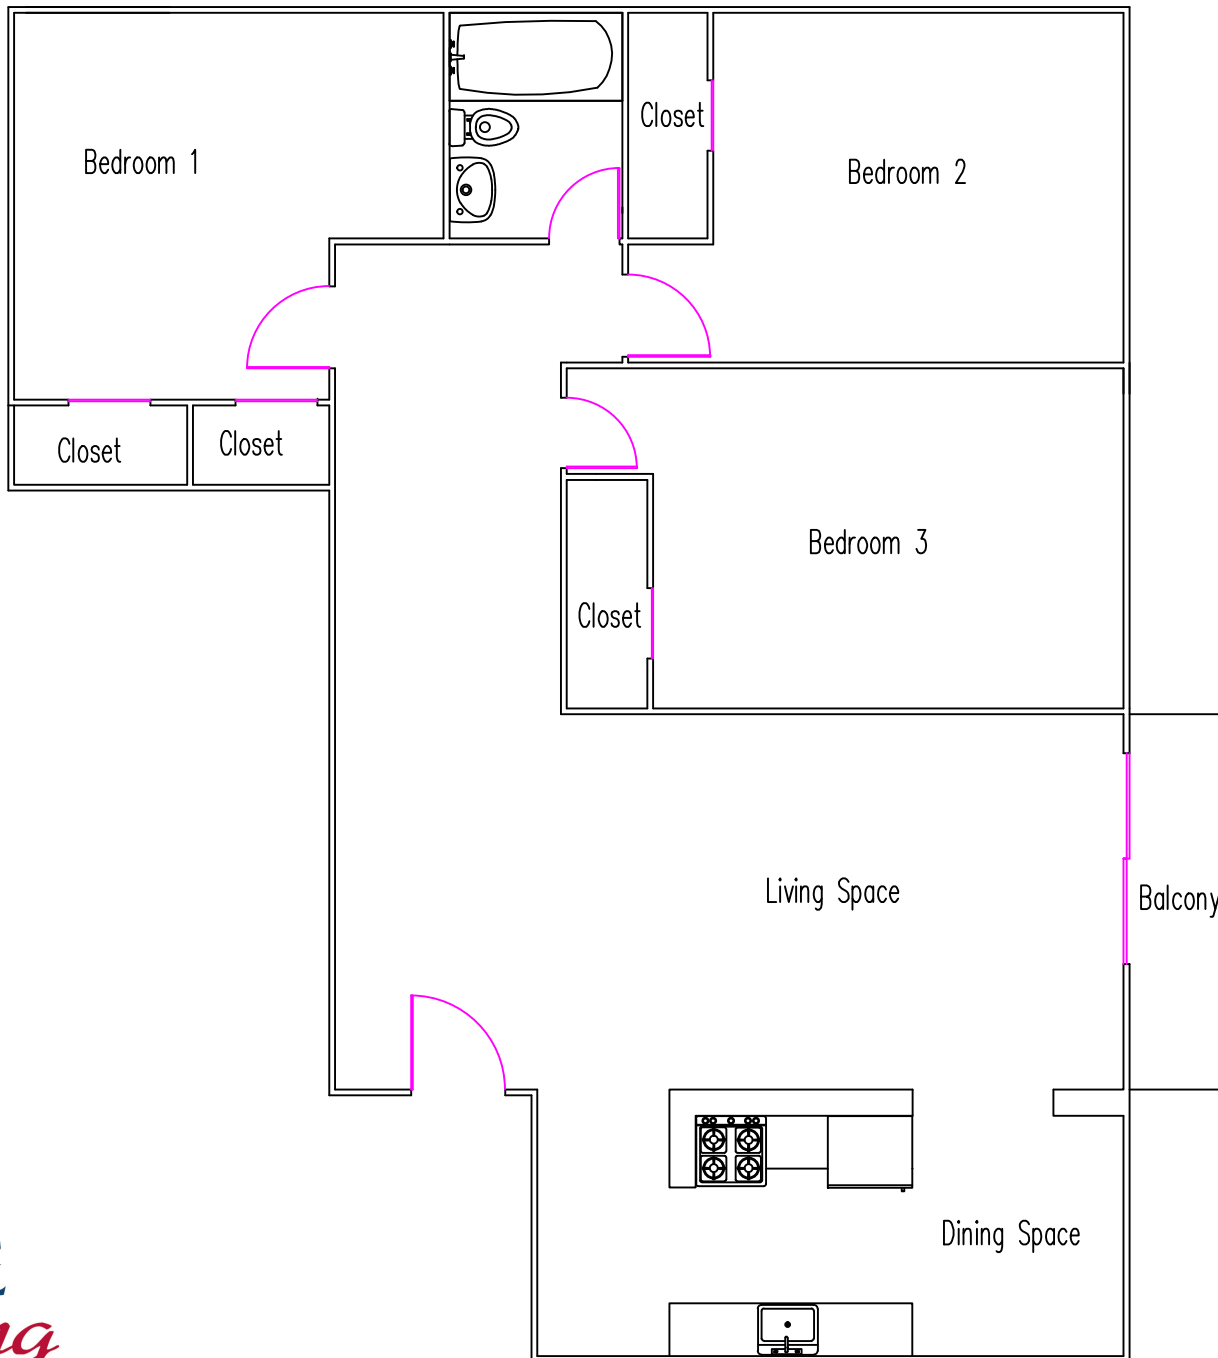 Closet
Bedroom 1
Bedroom 2
Closet
Closet
Bedroom 3
Closet
Living Space
Balcony
Dining Space